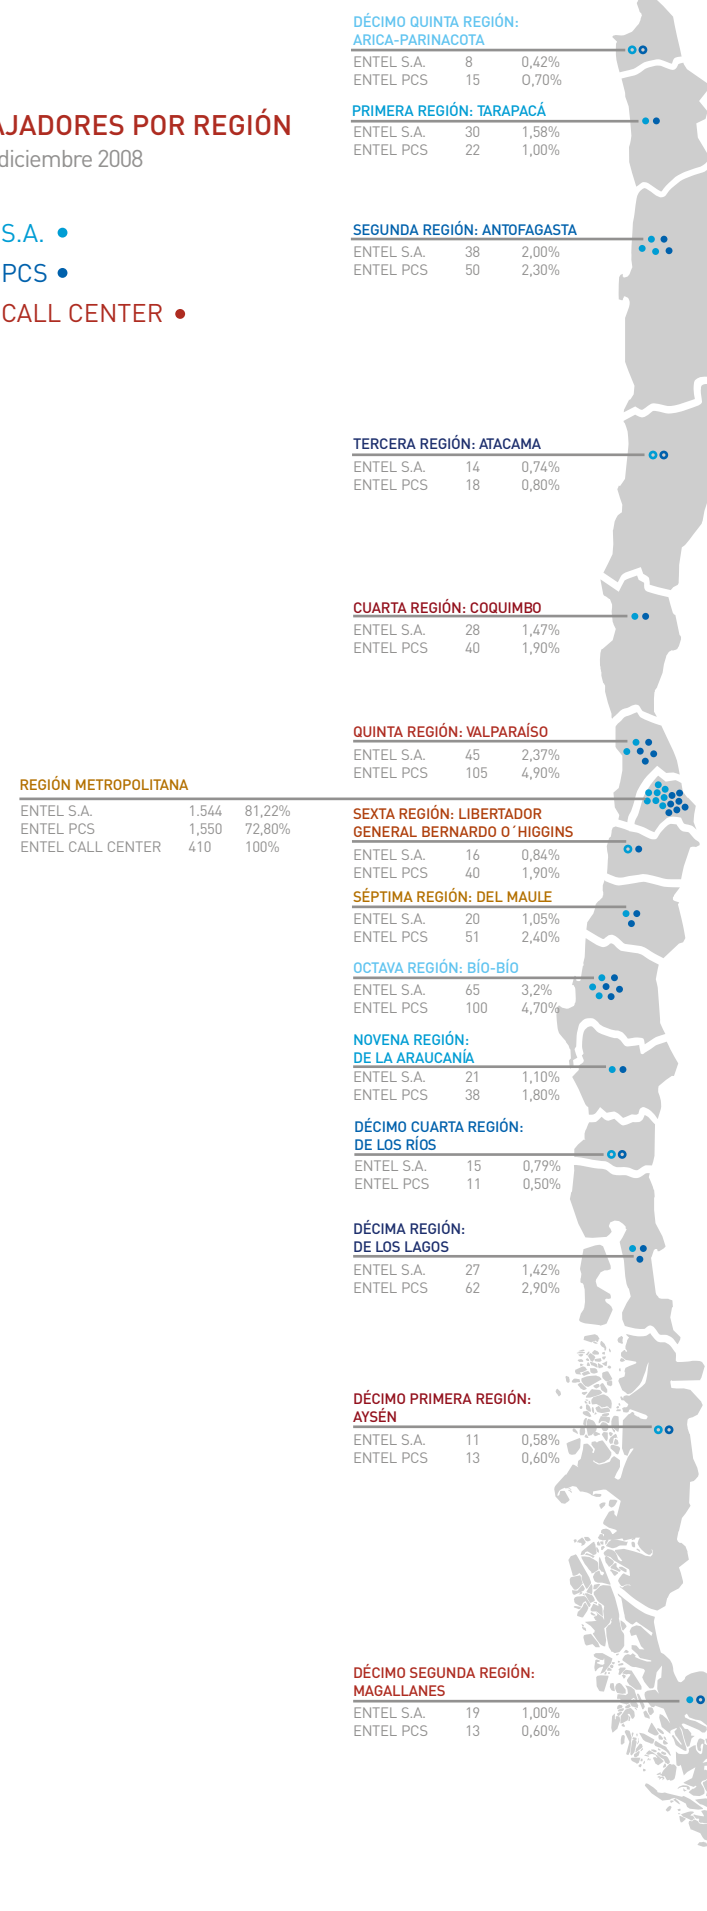 AJADORES POR REGIÓN
diciembre 2008
S.A.
PCS
CALL CENTER
DÉCIMO QUINTA REGIÓN:
ARICA-PARINACOTA
ENTEL S.A. 8 0,42%
ENTEL PCS 15 0,70%
PRIMERA REGIÓN: TARAPACÁ
ENTEL S.A. 30 1,58%
ENTEL PCS 22 1,00%
SEGUNDA REGIÓN: ANTOFAGASTA
ENTEL S.A. 38 2,00%
ENTEL PCS 50 2,30%
TERCERA REGIÓN: ATACAMA
ENTEL S.A. 14 0,74%
ENTEL PCS 18 0,80%
CUARTA REGIÓN: COQUIMBO
ENTEL S.A. 28 1,47%
ENTEL PCS 40 1,90%
QUINTA REGIÓN: VALPARAÍSO
ENTEL S.A. 45 2,37%
ENTEL PCS 105 4,90%
REGIÓN METROPOLITANA
ENTEL S.A. 1.544 81,22%
ENTEL PCS 1,550 72,80%
ENTEL CALL CENTER 410 100%
SEXTA REGIÓN: LIBERTADOR
GENERAL BERNARDO O´HIGGINS
ENTEL S.A. 16 0,84%
ENTEL PCS 40 1,90%
SÉPTIMA REGIÓN: DEL MAULE
ENTEL S.A. 20 1,05%
ENTEL PCS 51 2,40%
OCTAVA REGIÓN: BÍO-BÍO
ENTEL S.A. 65 3,2%
ENTEL PCS 100 4,70%
NOVENA REGIÓN:
DE LA ARAUCANÍA
ENTEL S.A. 21 1,10%
ENTEL PCS 38 1,80%
DÉCIMO CUARTA REGIÓN:
DE LOS RÍOS
ENTEL S.A. 15 0,79%
ENTEL PCS 11 0,50%
DÉCIMA REGIÓN:
DE LOS LAGOS
ENTEL S.A. 27 1,42%
ENTEL PCS 62 2,90%
DÉCIMO PRIMERA REGIÓN:
AYSÉN
ENTEL S.A. 11 0,58%
ENTEL PCS 13 0,60%
DÉCIMO SEGUNDA REGIÓN:
MAGALLANES
ENTEL S.A. 19 1,00%
ENTEL PCS 13 0,60%